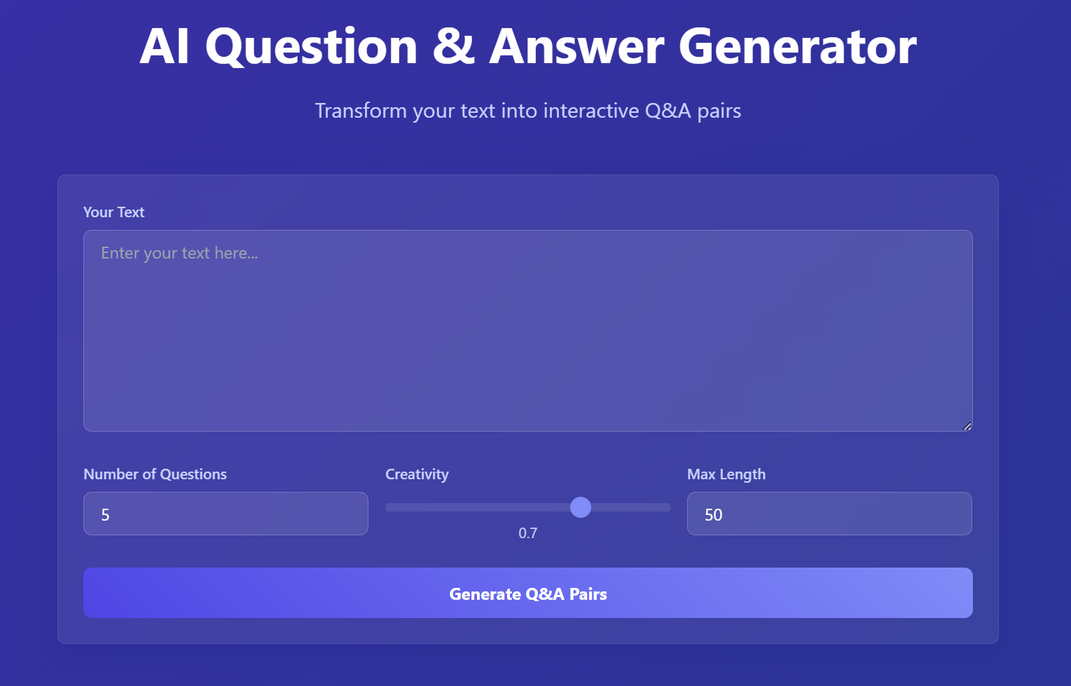 AI Question & Answer Generator
Transform your text into interactive Q&A pairs
Your Text
Enter your text here...
Number of Questions
Creativity
Max Length
5
0.7
50
Generate Q&A Pairs